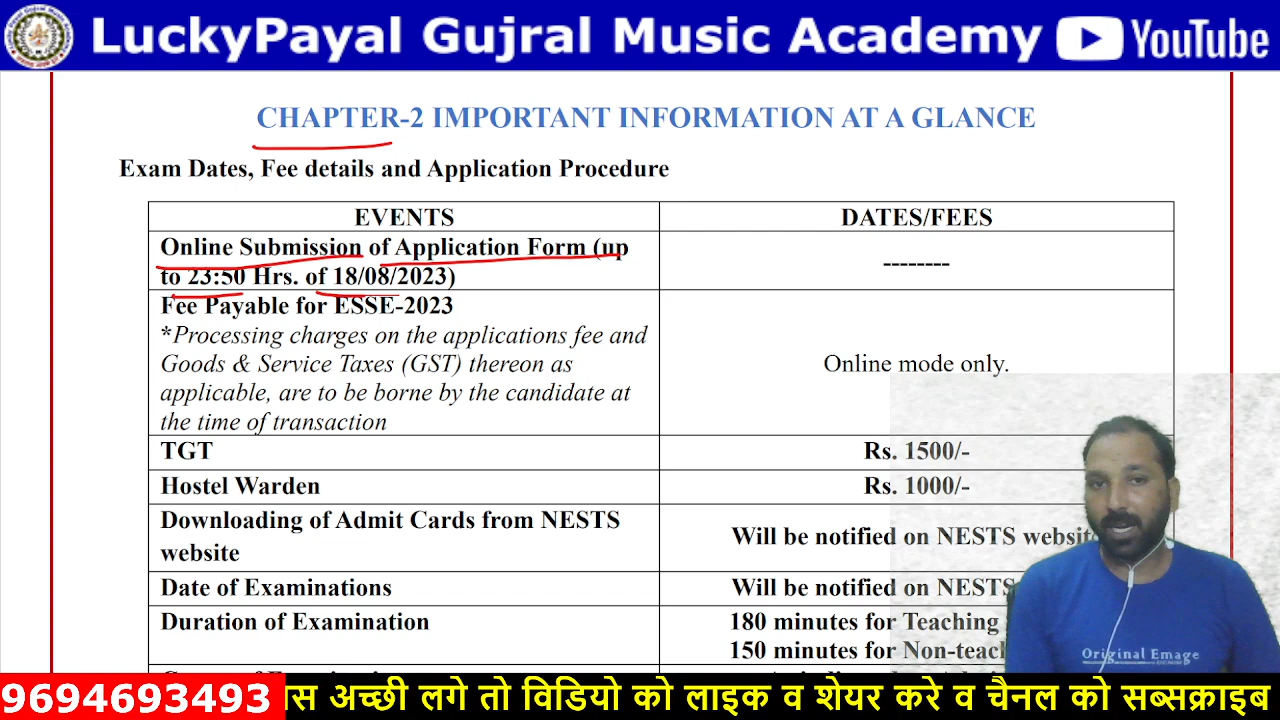 LuckyPayal Gujral Music Academy YouTube
CHAPTER-2 IMPORTANT INFORMATION AT A GLANCE
Exam Dates, Fee details and Application Procedure
EVENTS DATES/FEES
Online Submission of Application Form (up
to 23:50 Hrs. of 18/08/2023)
--------
Fee Payable for ESSE-2023
*Processing charges on the applications fee and
Goods & Service Taxes (GST) thereon as
applicable, are to be borne by the candidate at
the time of transaction
Online mode only.
TGT Rs. 1500/-
Hostel Warden Rs. 1000/-
Downloading of Admit Cards from NESTS
website
Will be notified on NESTS
Date of Examinations Will be notified on NESTS
Duration of Examination 180 minutes for Teaching
150 minutes for
Original Emage
9694693493 अच्छी लगे तो विडियो को लाइक व शेयर करे व चैनल को सब्सक्राइब